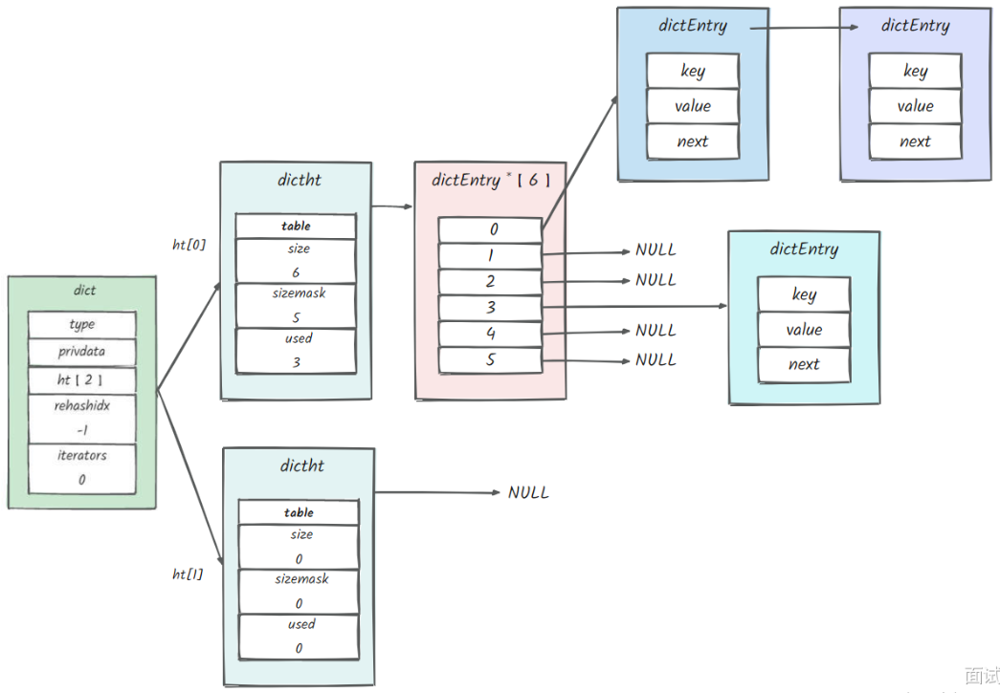 dict
type
privdata
ht [ 2 ]
rehashidx
-1
iterators
0
ht[0]
dictht
table
size
6
sizemask
5
used
3
dictEntry * [ 6 ]
0
1
2
3
4
5
NULL
NULL
NULL
NULL
dictEntry
key
value
next
dictEntry
key
value
next
dictEntry
key
value
next
ht[1]
dictht
table
size
0
sizemask
0
used
0
NULL
面试